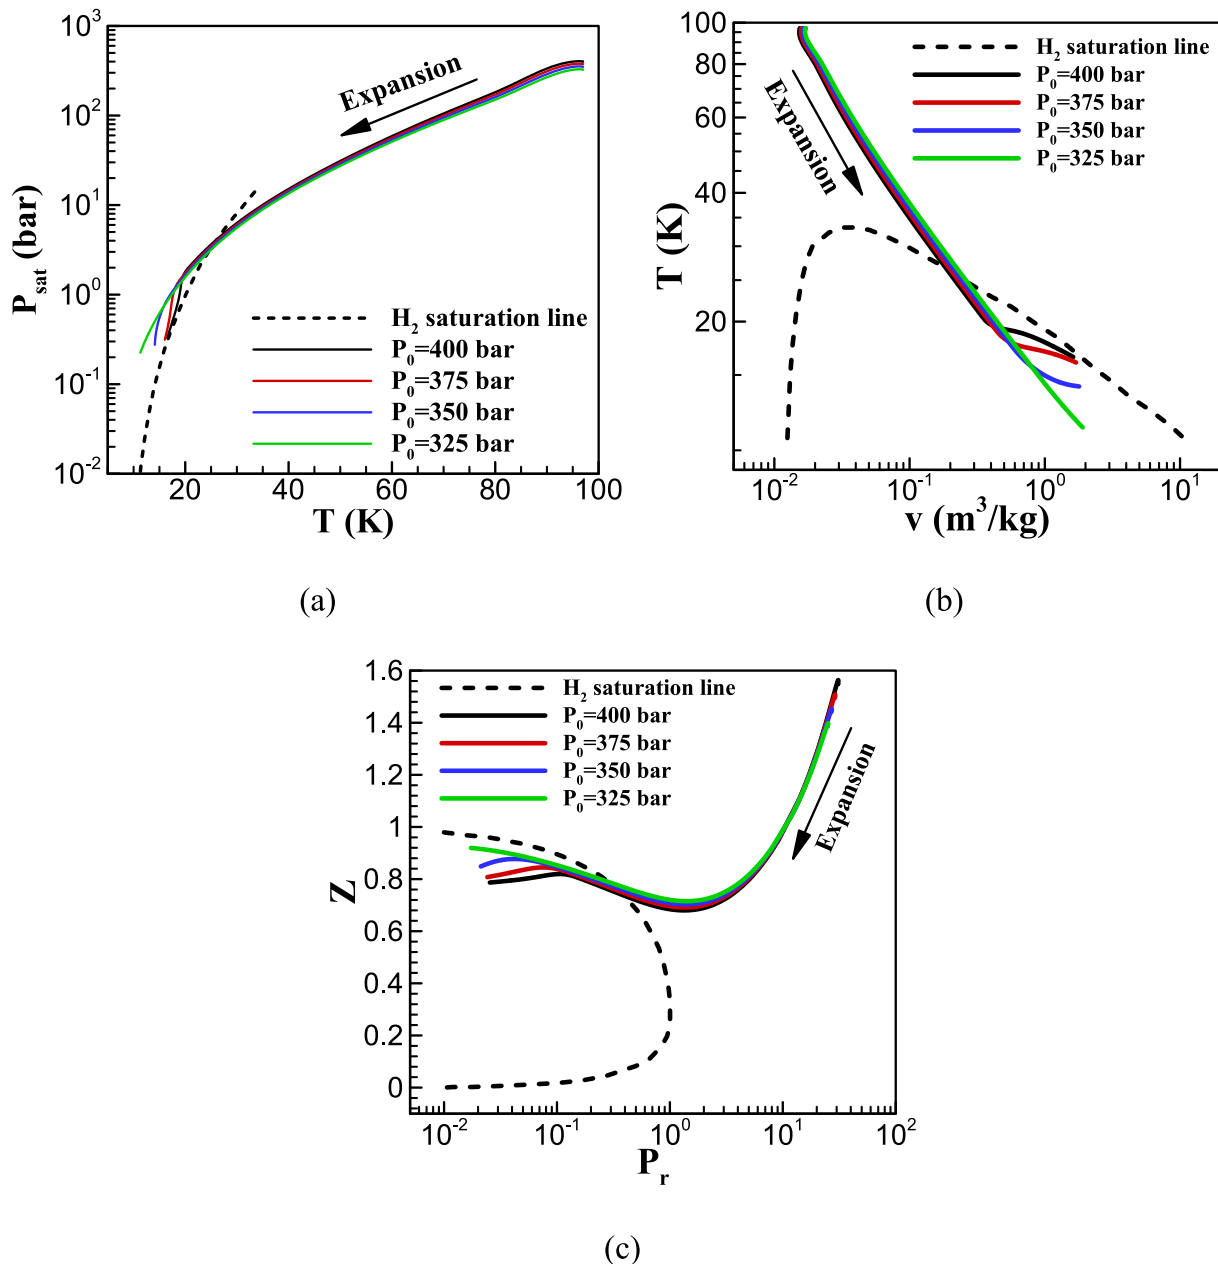 10³
10²
10¹
10⁰
10⁻¹
10⁻²
P_sat (bar)
Expansion
H₂ saturation line
P₀=400 bar
P₀=375 bar
P₀=350 bar
P₀=325 bar
20 40 60 80 100
T (K)
(a)
100
80
60
40
20
T (K)
Expansion
H₂ saturation line
P₀=400 bar
P₀=375 bar
P₀=350 bar
P₀=325 bar
10⁻² 10⁻¹ 10⁰ 10¹
v (m³/kg)
(b)
1.6
1.4
1.2
1
0.8
0.6
0.4
0.2
0
Z
H₂ saturation line
P₀=400 bar
P₀=375 bar
P₀=350 bar
P₀=325 bar
Expansion
10⁻² 10⁻¹ 10⁰ 10¹ 10²
P_r
(c)